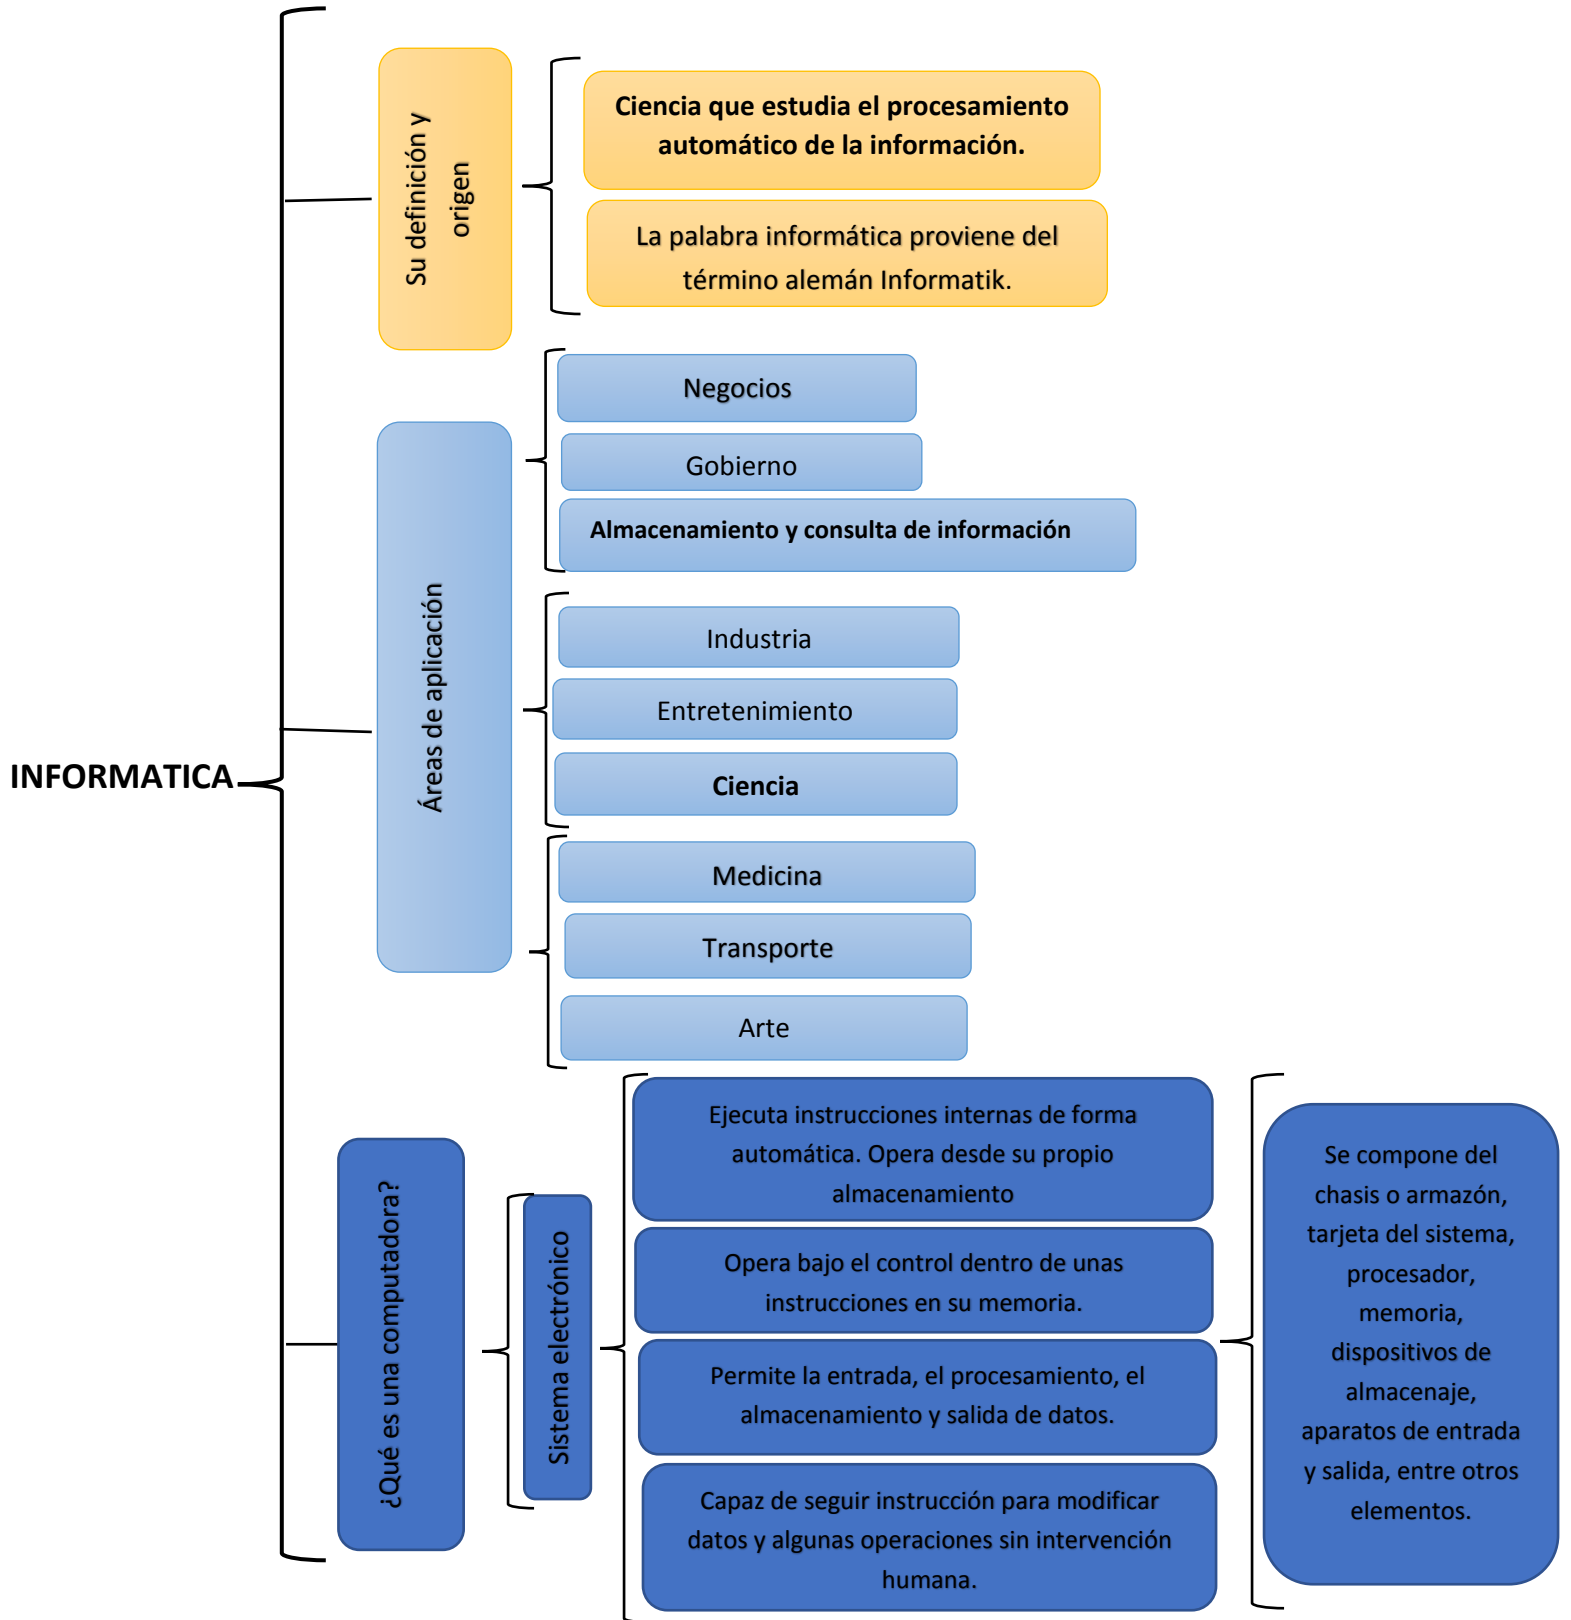 INFORMATICA
Su definición y
origen
Ciencia que estudia el procesamiento
automático de la información.
La palabra informática proviene del
término alemán Informatik.
Áreas de aplicación
Negocios
Gobierno
Almacenamiento y consulta de información
Industria
Entretenimiento
Ciencia
Medicina
Transporte
Arte
¿Qué es una computadora?
Sistema electrónico
Ejecuta instrucciones internas de forma
automática. Opera desde su propio
almacenamiento
Opera bajo el control dentro de unas
instrucciones en su memoria.
Permite la entrada, el procesamiento, el
almacenamiento y salida de datos.
Capaz de seguir instrucción para modificar
datos y algunas operaciones sin intervención
humana.
Se compone del
chasis o armazón,
tarjeta del sistema,
procesador,
memoria,
dispositivos de
almacenaje,
aparatos de entrada
y salida, entre otros
elementos.